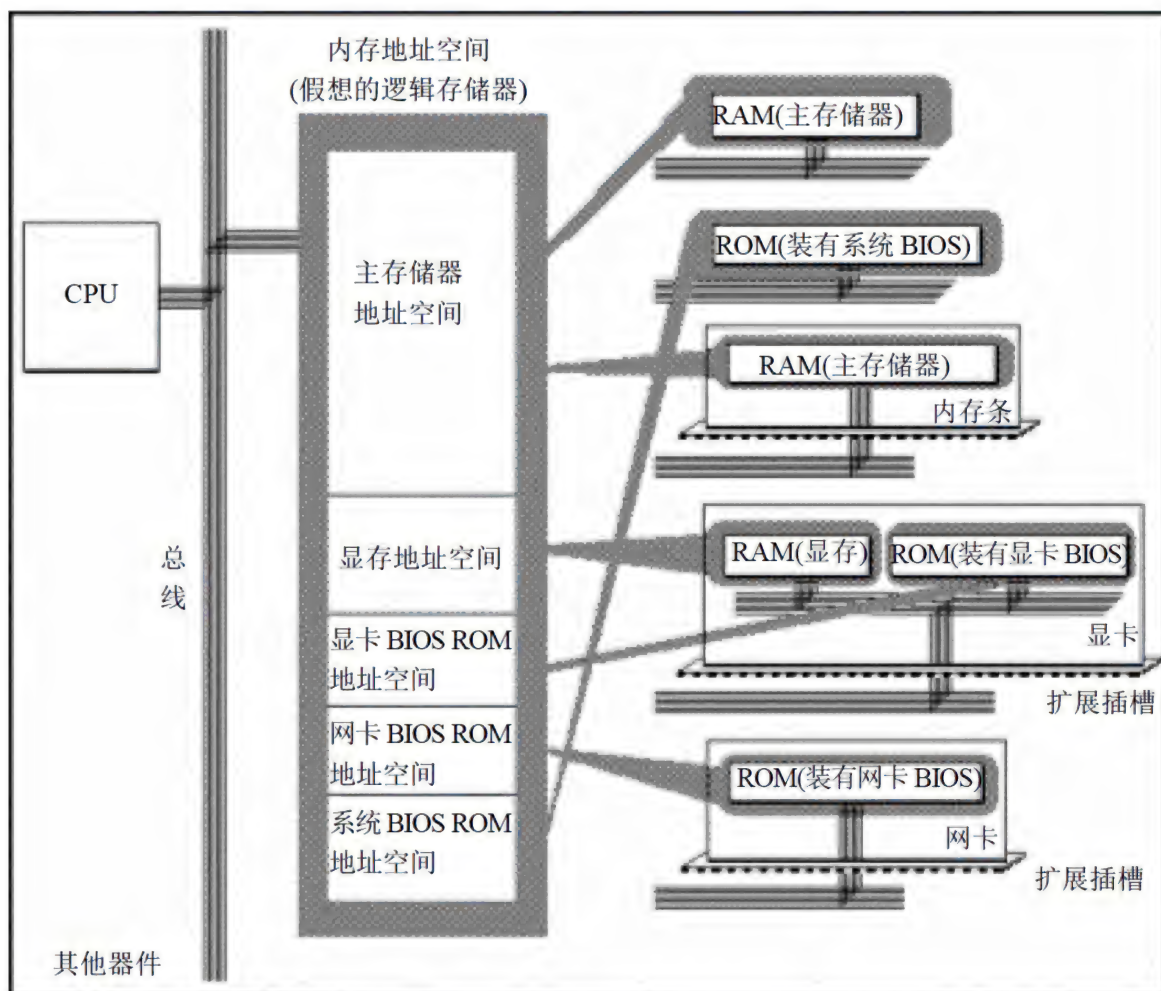 内存地址空间
(假想的逻辑存储器)
RAM(主存储器)
ROM(装有系统 BIOS)
CPU
主存储器
地址空间
RAM(主存储器)
内存条
总
线
显存地址空间
RAM(显存)
ROM(装有显卡 BIOS)
显卡
扩展插槽
显卡 BIOS ROM
地址空间
网卡 BIOS ROM
地址空间
ROM(装有网卡 BIOS)
网卡
扩展插槽
系统 BIOS ROM
地址空间
其他器件